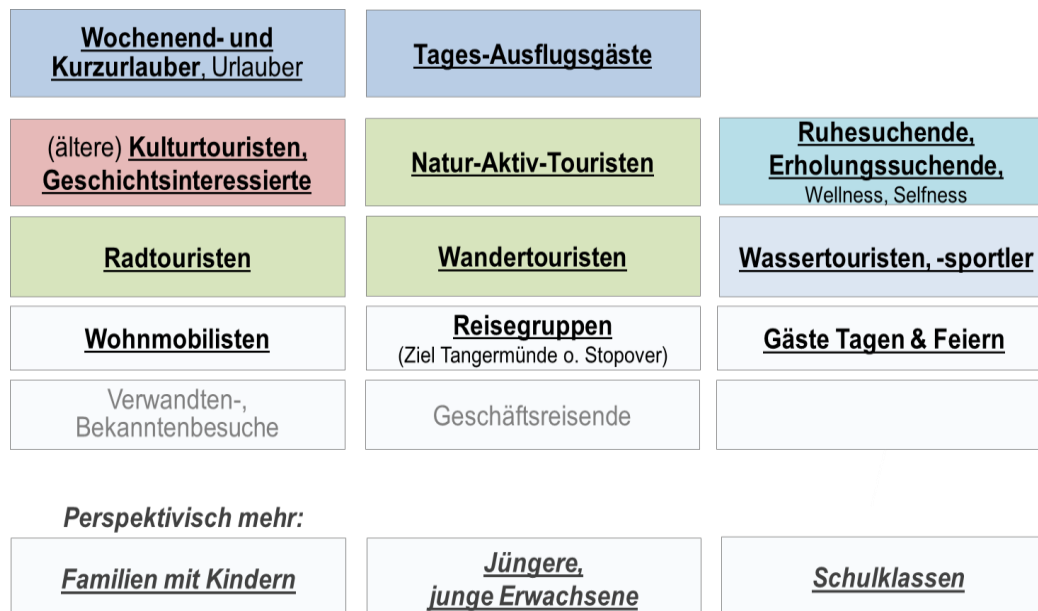 Wochenend- und
Kurzurlauber, Urlauber
Tages-Ausflugsgäste
(ältere) Kulturtouristen,
Geschichtsinteressierte
Natur-Aktiv-Touristen
Ruhesuchende,
Erholungssuchende,
Wellness, Selfness
Radtouristen
Wandertouristen
Wassertouristen, -sportler
Wohnmobilisten
Reisegruppen
(Ziel Tangermünde o. Stopover)
Gäste Tagen & Feiern
Verwandten-,
Bekanntenbesuche
Geschäftsreisende
Perspektivisch mehr:
Familien mit Kindern
Jüngere,
junge Erwachsene
Schulklassen